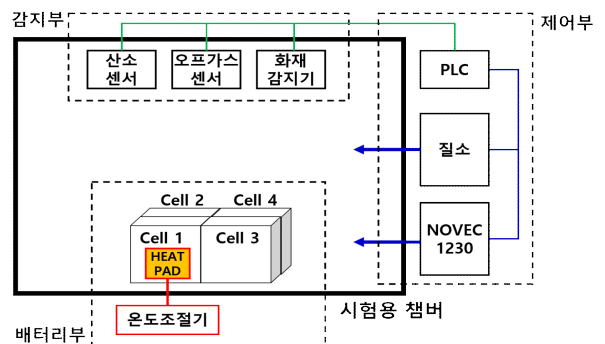 감지부
제어부
산소
센서
오프가스
센서
화재
감지기
PLC
질소
NOVEC
1230
Cell 2
Cell 4
Cell 1
Cell 3
HEAT
PAD
온도조절기
시험용 챔버
배터리부